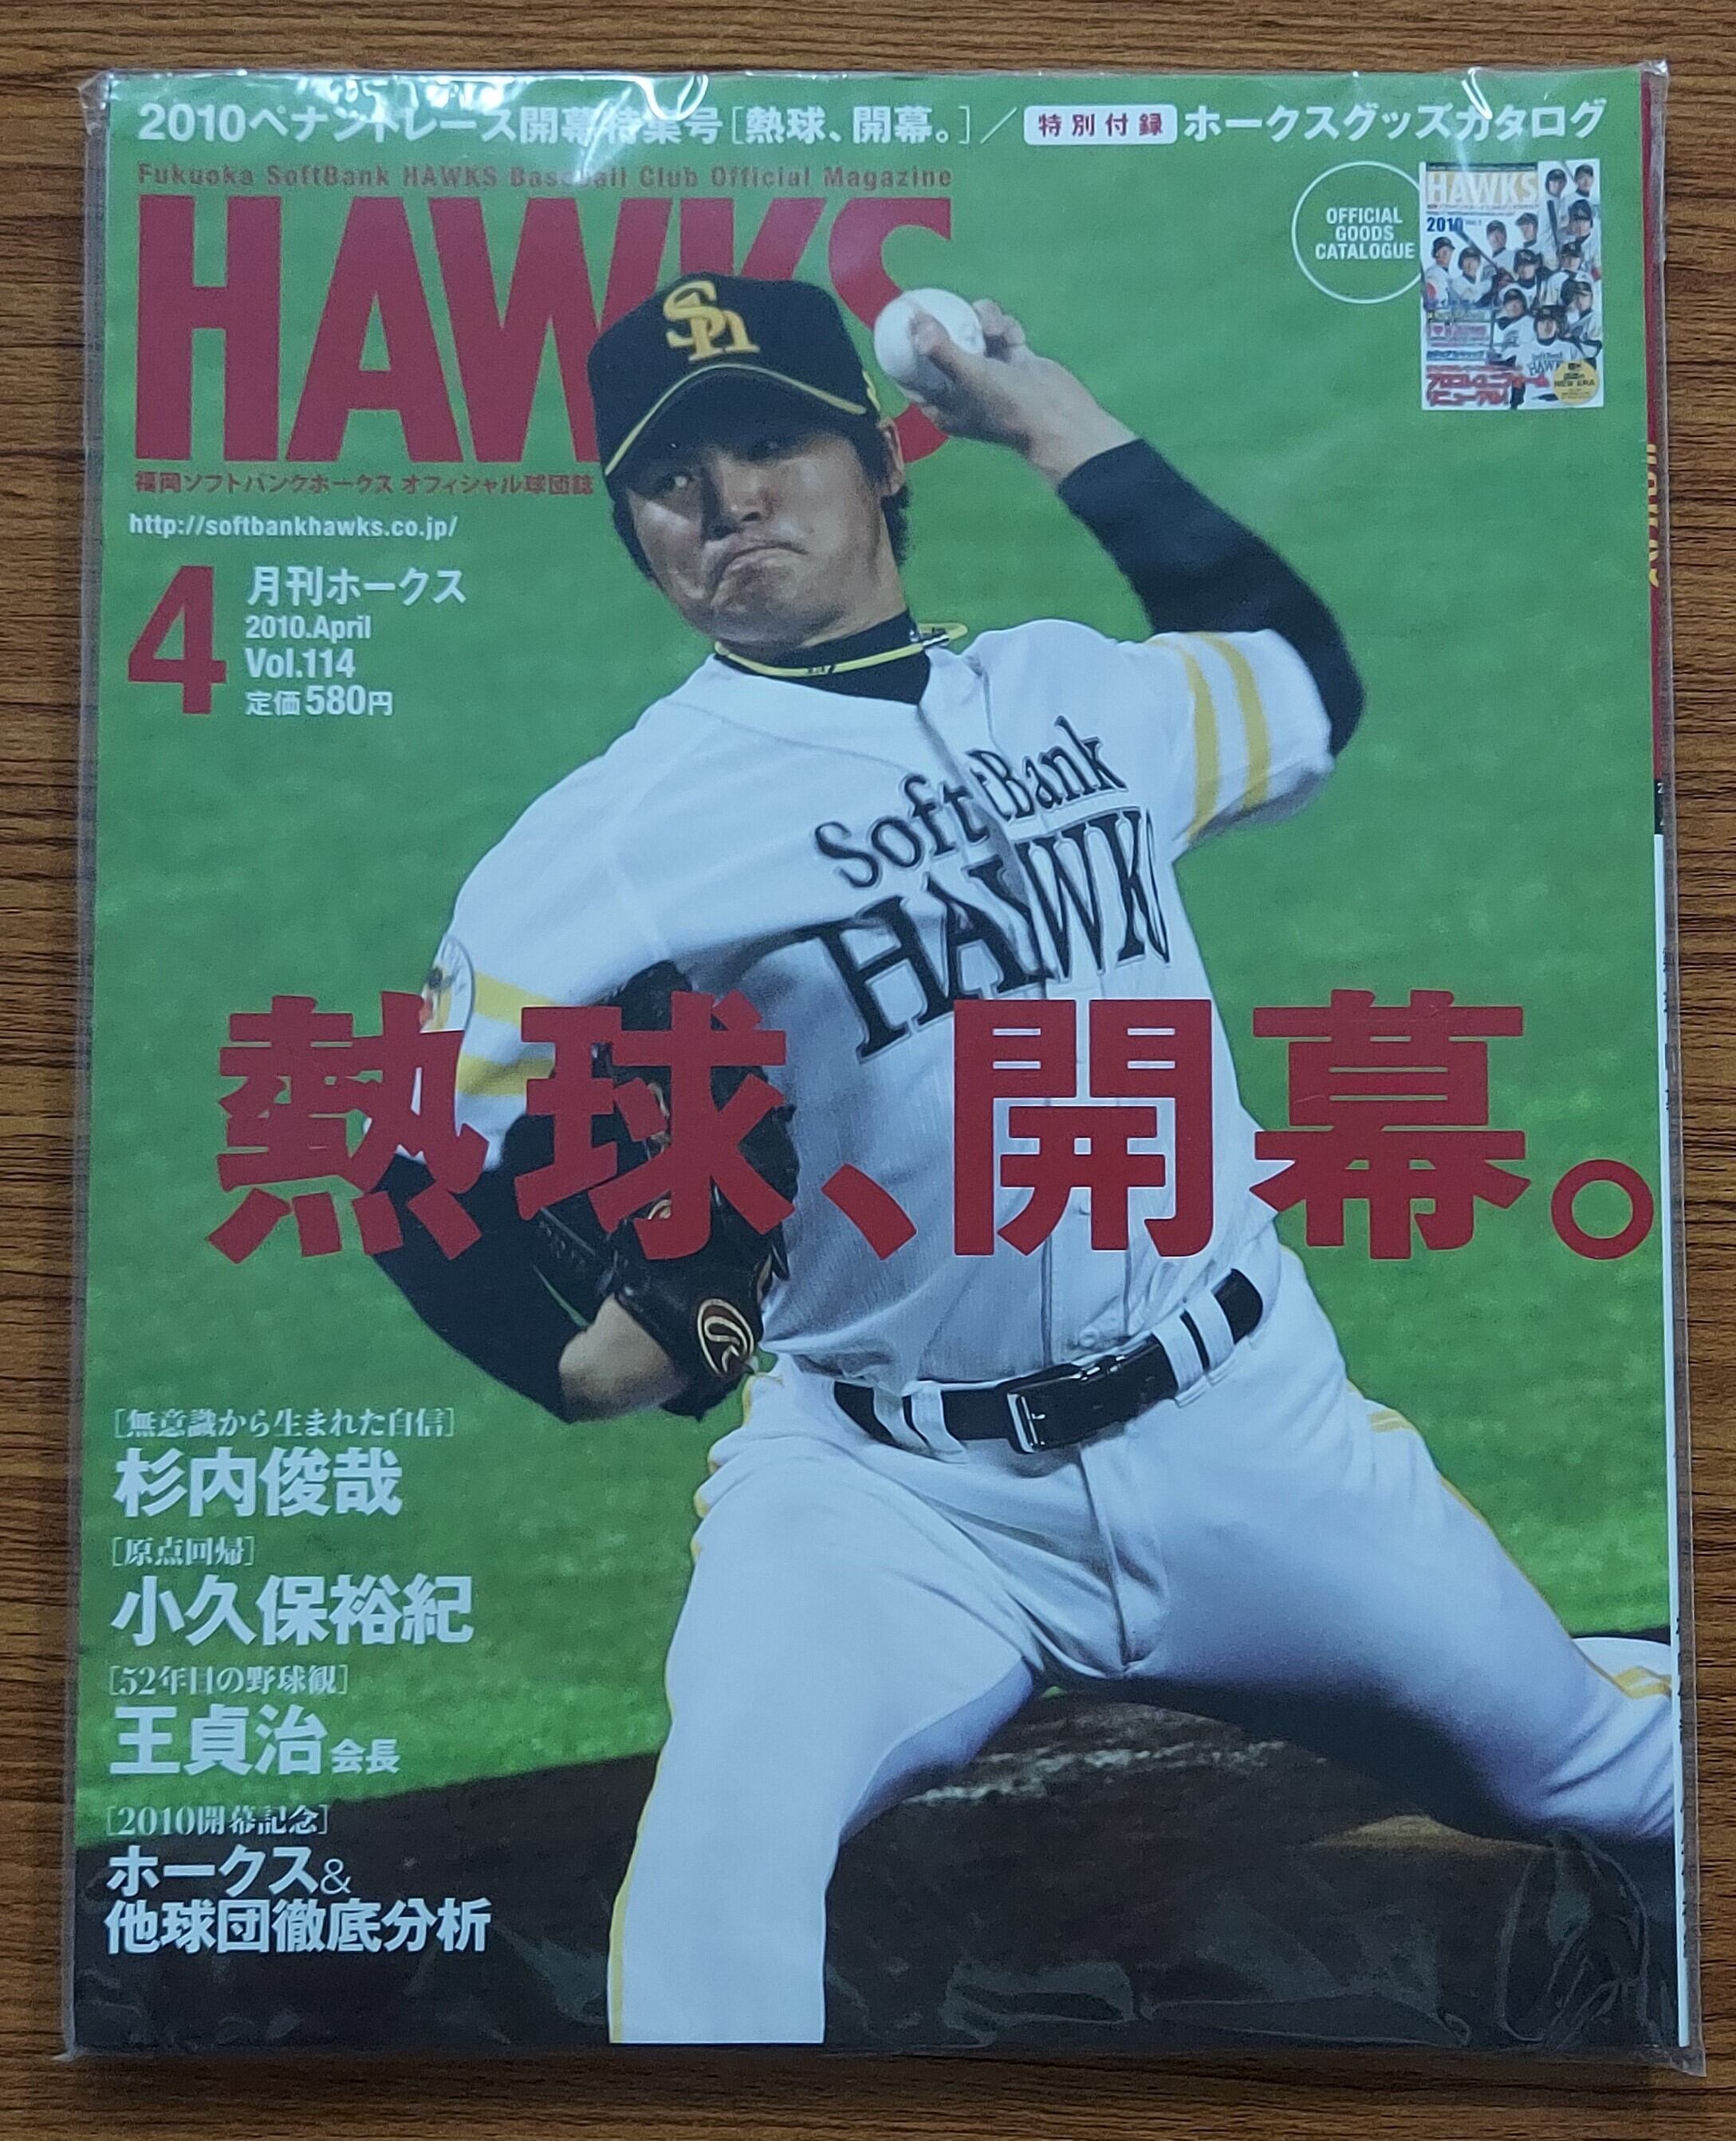 2010ペナントレース開幕特集号[熱球、開幕。]／特別付録 ホークスグッズカタログ
Fukuoka SoftBank HAWKS Baseball Club Official Magazine
HAWKS
福岡ソフトバンクホークス オフィシャル球団誌
http://softbankhawks.co.jp/
4
月刊ホークス
2010.April
Vol.114
定価580円
OFFICIAL
GOODS
CATALOGUE
HAWKS
2010
HAWK
NEW ERA
Sh
SoftBank
HAWK
熱球、開幕。
[無意識から生まれた自信]
杉内俊哉
[原点回帰]
小久保裕紀
[52年目の野球観]
王貞治会長
[2010開幕記念]
ホークス&
他球団徹底分析